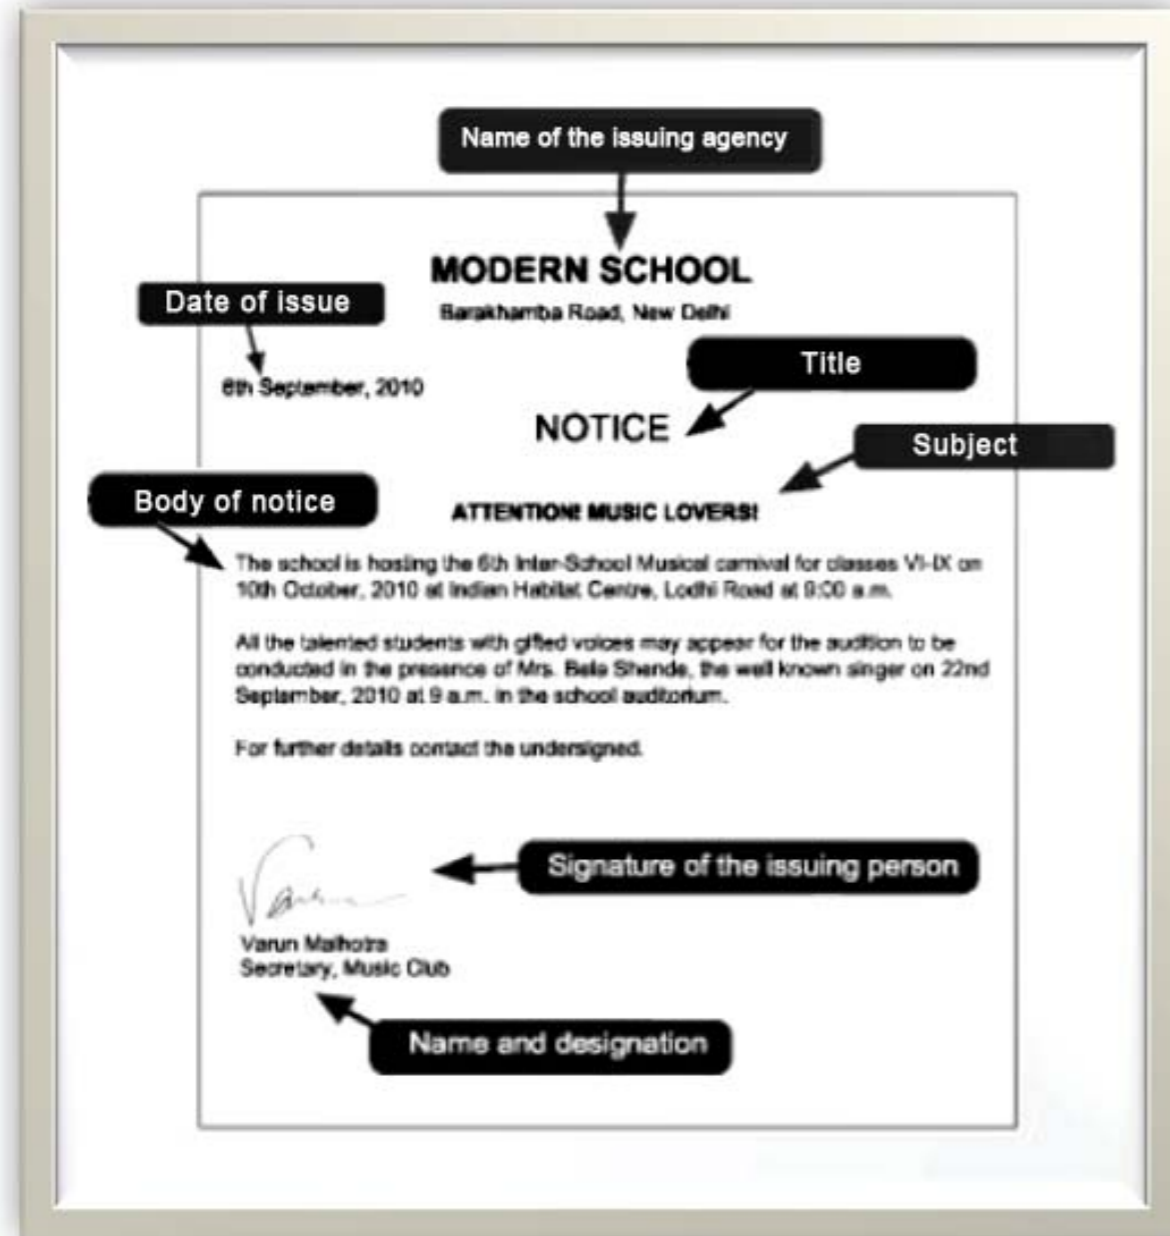 Name of the issuing agency
MODERN SCHOOL
Barakhamba Road, New Delhi
Date of issue
6th September, 2010
Title
NOTICE
Subject
ATTENTION! MUSIC LOVERS!
Body of notice
The school is hosting the 6th Inter-School Musical carnival for classes VI-IX on
10th October, 2010 at Indian Habitat Centre, Lodhi Road at 9:00 a.m.
All the talented students with gifted voices may appear for the audition to be
conducted in the presence of Mrs. Bela Shende, the well known singer on 22nd
September, 2010 at 9 a.m. in the school auditorium.
For further details contact the undersigned.
Signature of the issuing person
Varun
Varun Malhotra
Secretary, Music Club
Name and designation